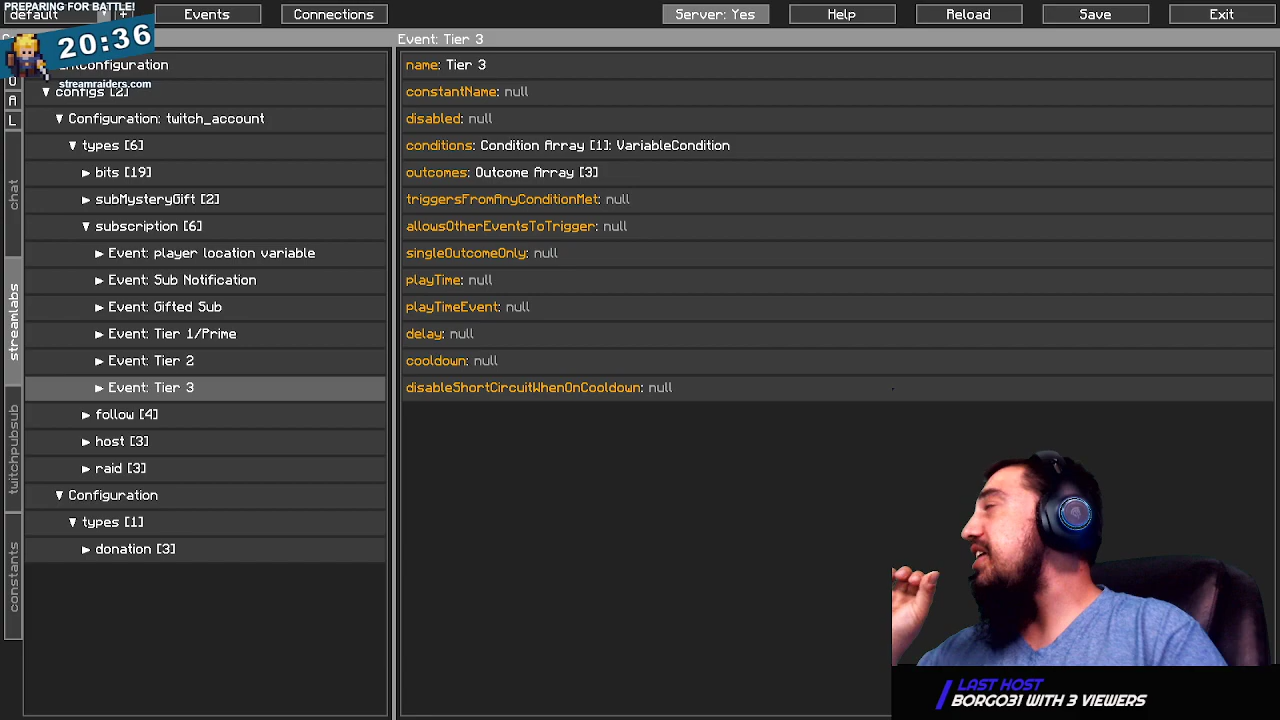 PREPARING FOR BATTLE!
default
+
Events
Connections
Server: Yes
Help
Reload
Save
Exit
20:36
streamraiders.com
A
L
chat
streamlabs
twitchpubsub
constants
configs [2]
Configuration: twitch_account
types [6]
bits [19]
subMysteryGift [2]
subscription [6]
Event: player location variable
Event: Sub Notification
Event: Gifted Sub
Event: Tier 1/Prime
Event: Tier 2
Event: Tier 3
follow [4]
host [3]
raid [3]
Configuration
types [1]
donation [3]
Event: Tier 3
name: Tier 3
constantName: null
disabled: null
conditions: Condition Array [1]: VariableCondition
outcomes: Outcome Array [3]
triggersFromAnyConditionMet: null
allowsOtherEventsToTrigger: null
singleOutcomeOnly: null
playTime: null
playTimeEvent: null
delay: null
cooldown: null
disableShortCircuitWhenOnCooldown: null
LAST HOST
BORGO31 WITH 3 VIEWERS